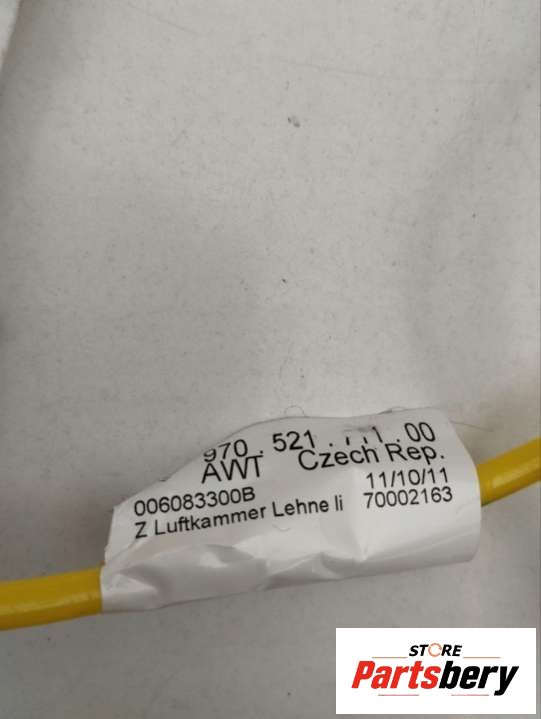 970 . 521 . .00
AWT Czech Rep.
006083300B 11/10/11
Z Luftkammer Lehne li 70002163
STORE
Partsbery